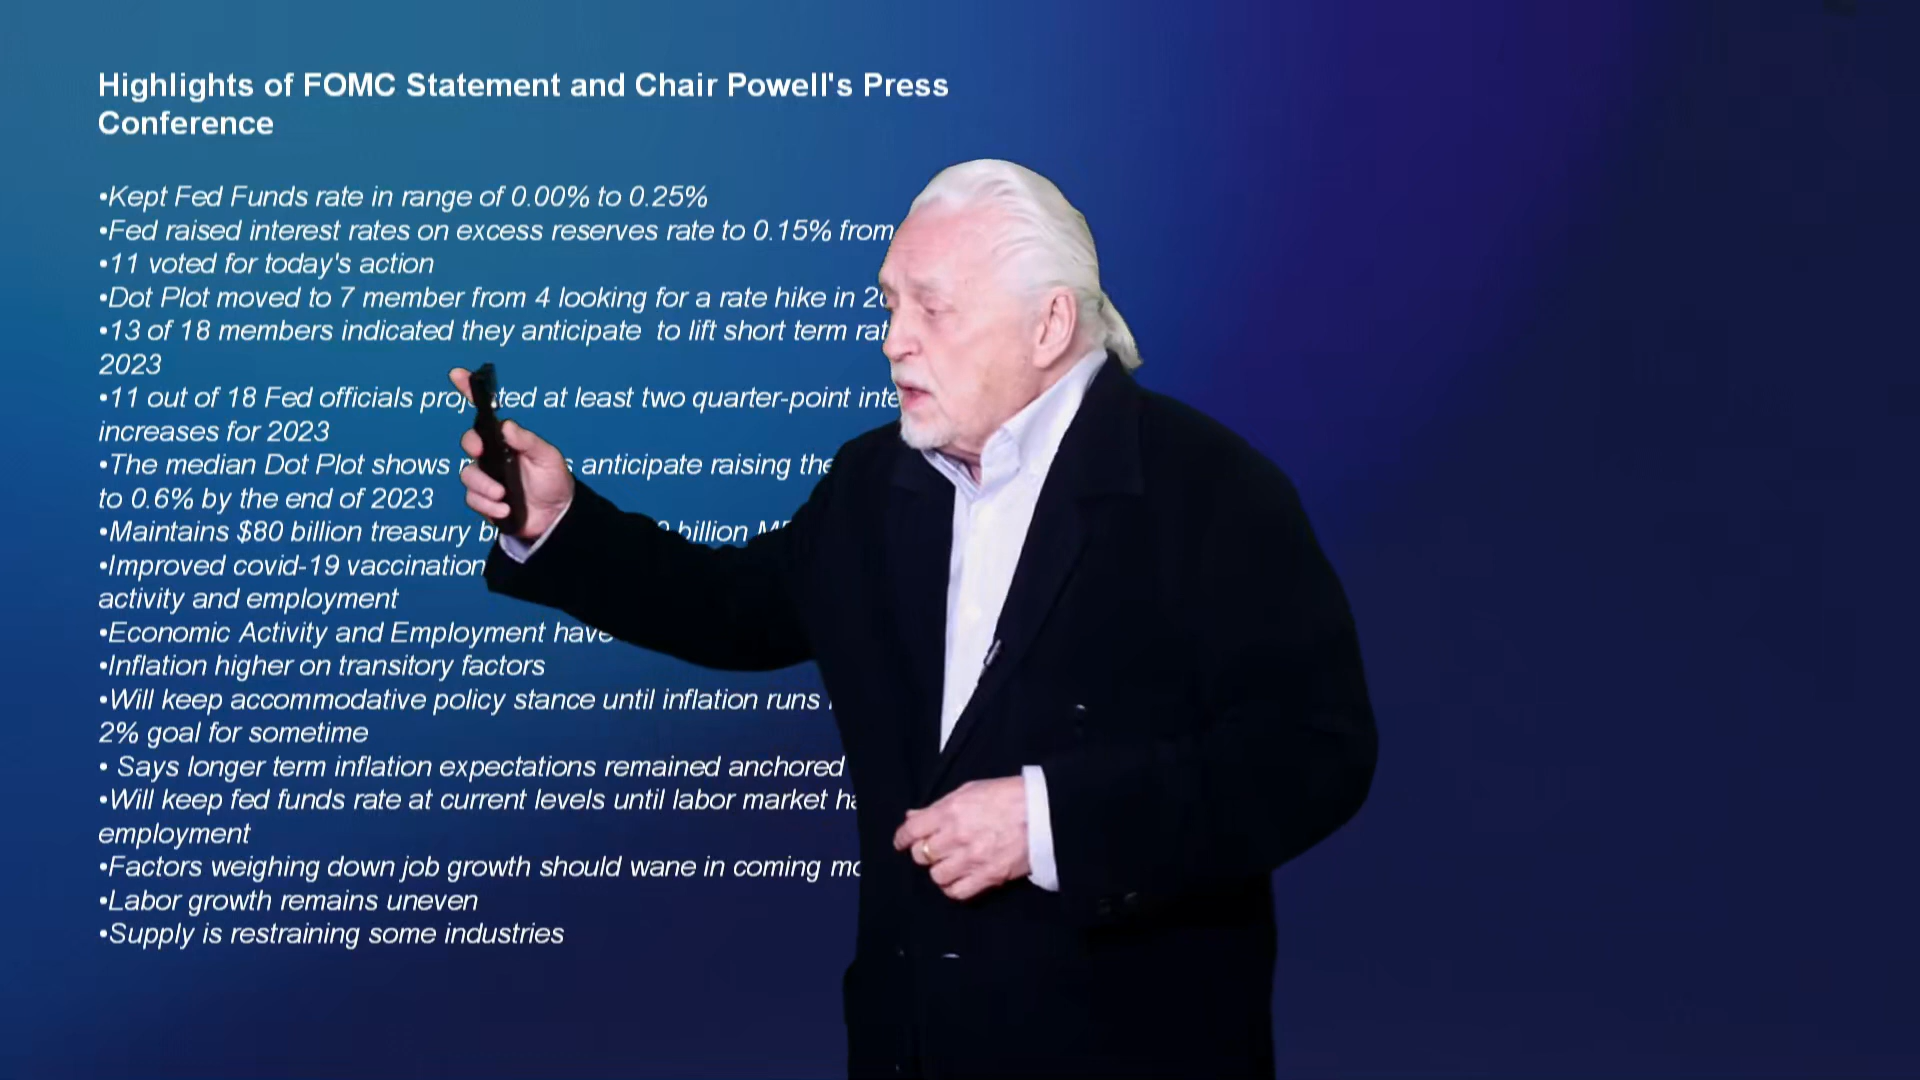 Highlights of FOMC Statement and Chair Powell's Press
Conference
•Kept Fed Funds rate in range of 0.00% to 0.25%
•Fed raised interest rates on excess reserves rate to 0.15% from
•11 voted for today's action
•Dot Plot moved to 7 member from 4 looking for a rate hike in
•13 of 18 members indicated they anticipate  to lift short term
2023
•11 out of 18 Fed officials at least two quarter-point
increases for 2023
•The median Dot Plot shows anticipate raising the
to 0.6% by the end of 2023
•Maintains $80 billion treasury billion
•Improved covid-19 vaccination
activity and employment
•Economic Activity and Employment have
•Inflation higher on transitory factors
•Will keep accommodative policy stance until inflation runs
2% goal for sometime
• Says longer term inflation expectations remained anchored
•Will keep fed funds rate at current levels until labor market
employment
•Factors weighing down job growth should wane in coming
•Labor growth remains uneven
•Supply is restraining some industries